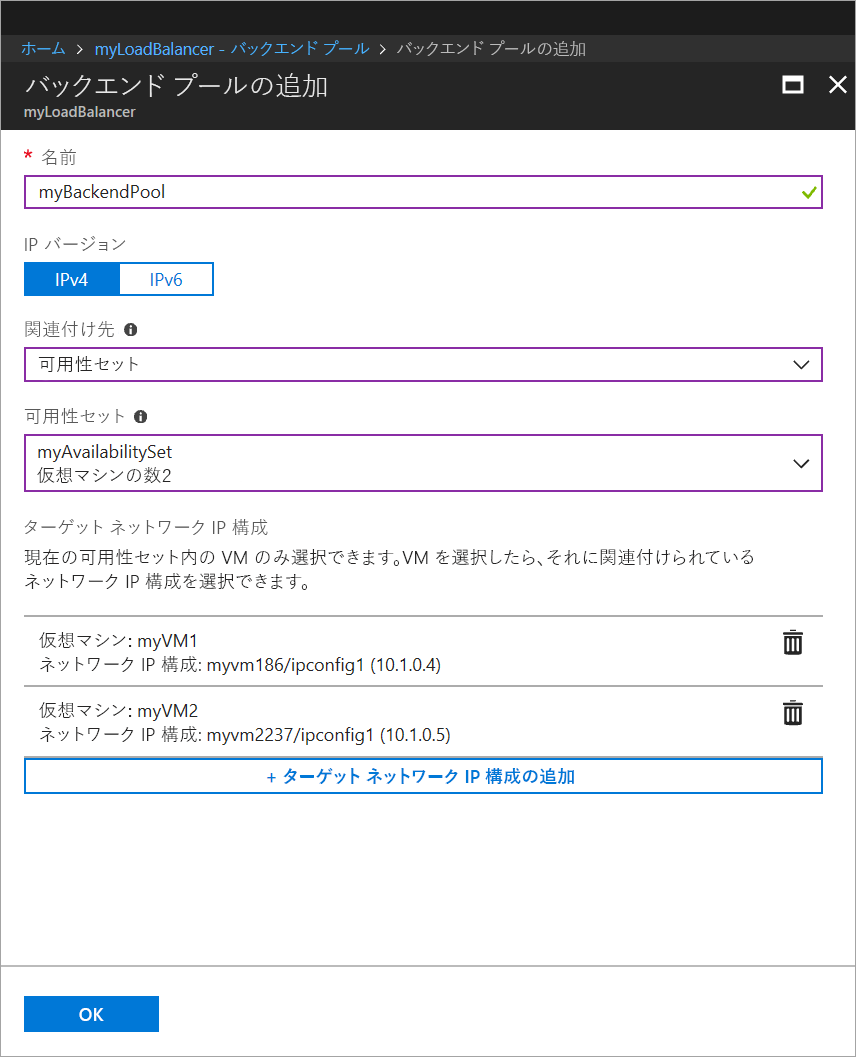 ホーム > myLoadBalancer - バックエンド プール > バックエンド プールの追加
バックエンド プールの追加
myLoadBalancer
* 名前
myBackendPool
IP バージョン
IPv4 IPv6
関連付け先
可用性セット
可用性セット
myAvailabilitySet
仮想マシンの数2
ターゲット ネットワーク IP 構成
現在の可用性セット内の VM のみ選択できます。VM を選択したら、それに関連付けられている
ネットワーク IP 構成を選択できます。
仮想マシン: myVM1
ネットワーク IP 構成: myvm186/ipconfig1 (10.1.0.4)
仮想マシン: myVM2
ネットワーク IP 構成: myvm2237/ipconfig1 (10.1.0.5)
+ ターゲット ネットワーク IP 構成の追加
OK